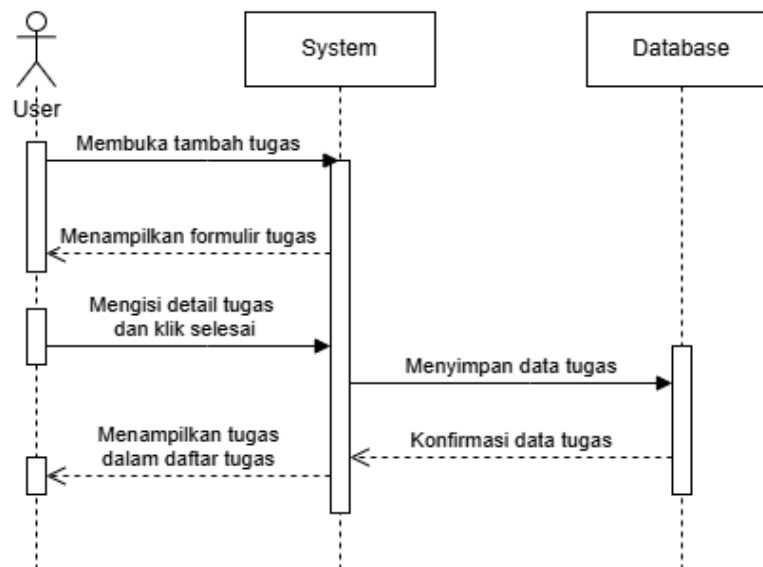 System
Database
User
Membuka tambah tugas
Menampilkan formulir tugas
Mengisi detail tugas
dan klik selesai
Menyimpan data tugas
Konfirmasi data tugas
Menampilkan tugas
dalam daftar tugas